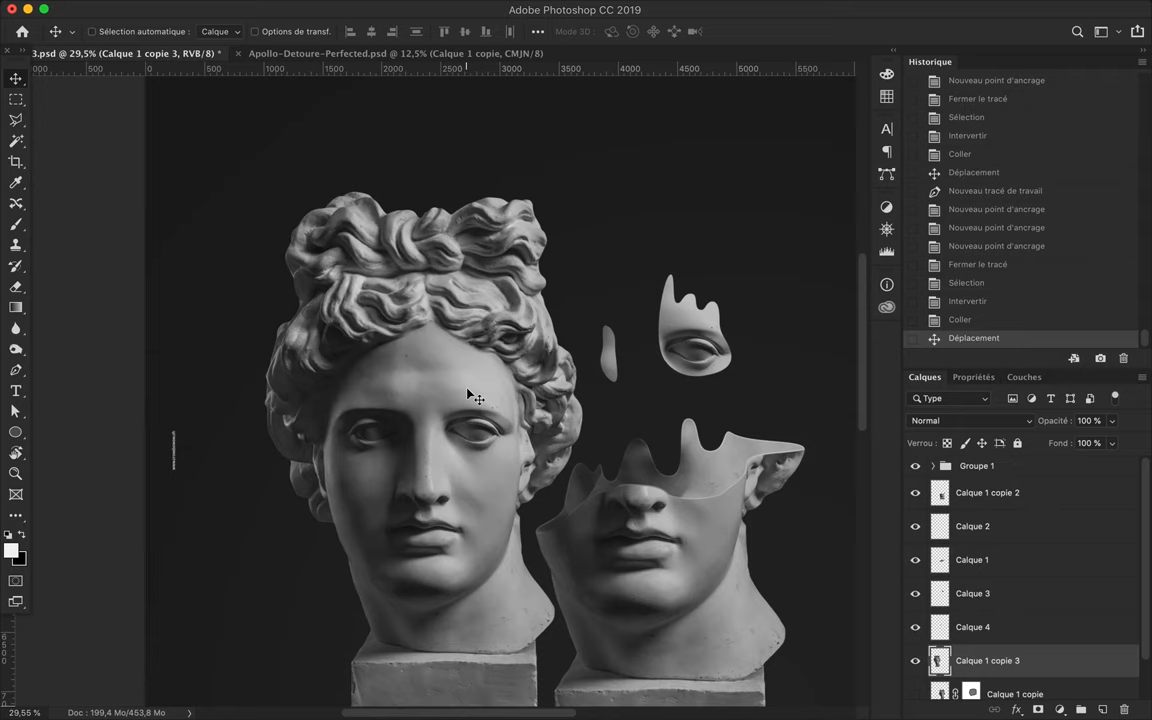 Adobe Photoshop CC 2019
Sélection automatique :
Calque
Options de transf.
Mode 3D :
3.psd @ 29,5% (Calque 1 copie 3, RVB/8) *
Apollo-Detoure-Perfected.psd @ 12,5% (Calque 1 copie, CMJN/8)
500
0
500
1000
1500
2000
2500
3000
3500
4000
4500
5000
5500
Historique
Nouveau point d'ancrage
Fermer le tracé
Sélection
Intervertir
Coller
Déplacement
Nouveau tracé de travail
Nouveau point d'ancrage
Nouveau point d'ancrage
Nouveau point d'ancrage
Fermer le tracé
Sélection
Intervertir
Coller
Déplacement
Calques
Propriétés
Couches
Type
Normal
Opacité : 100 %
Verrou :
Fond : 100 %
Groupe 1
Calque 1 copie 2
Calque 2
Calque 1
Calque 3
Calque 4
Calque 1 copie 3
Calque 1 copie
29,55 %
Doc : 199,4 Mo/453,8 Mo